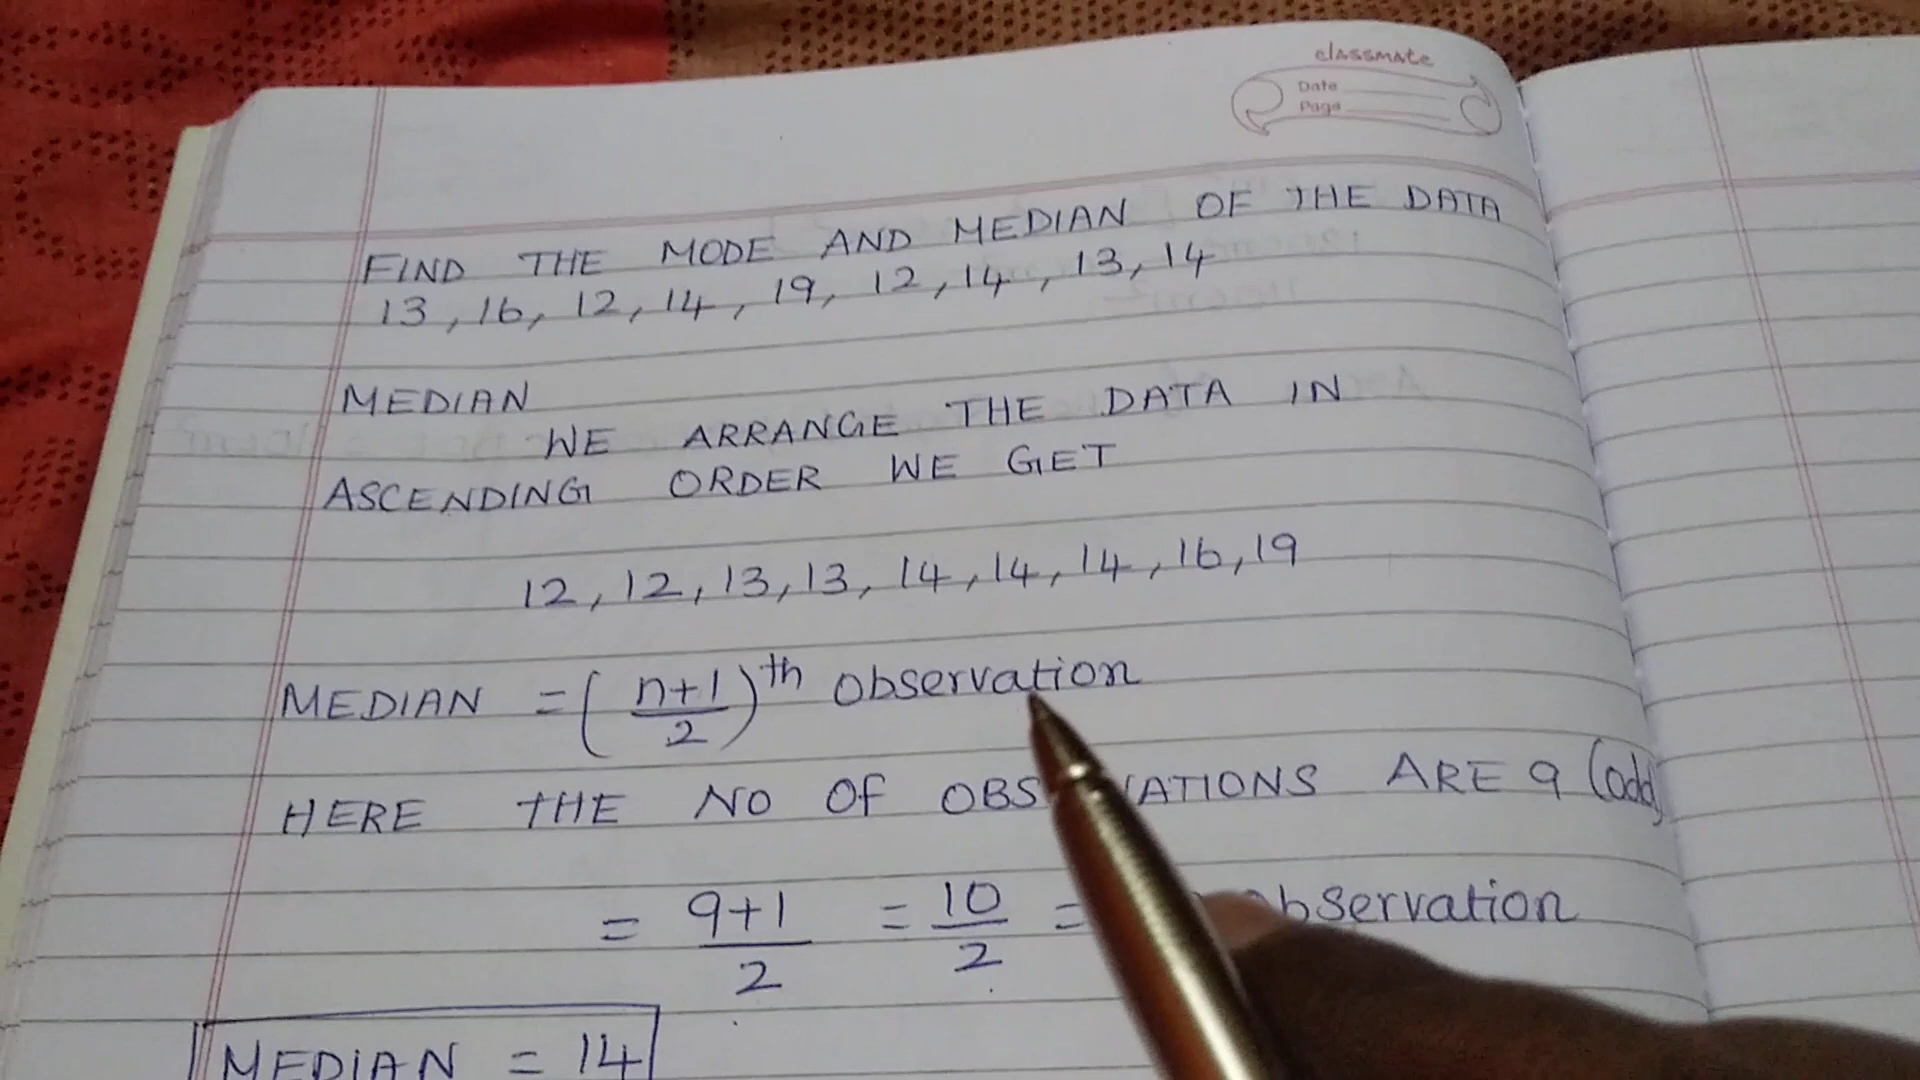 classmate
Date
Page
FIND THE MODE AND MEDIAN OF THE DATA
13, 16, 12, 14, 19, 12, 14, 13, 14
MEDIAN
WE ARRANGE THE DATA IN
ASCENDING ORDER WE GET
12, 12, 13, 13, 14, 14, 14, 16, 19
MEDIAN = (n+1/2)th observation
HERE THE NO OF OBS VATIONS ARE 9 (odd)
= 9+1/2 = 10/2 = bservation
MEDIAN = 14